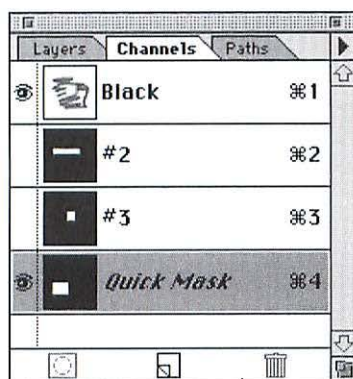 Layers Channels Paths
Black ⌘1
#2 ⌘2
#3 ⌘3
Quick Mask ⌘4